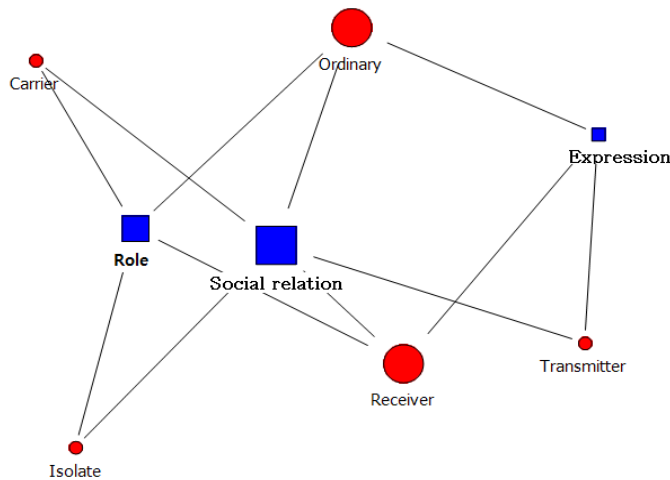 Ordinary
Carrier
Expression
Role
Social relation
Transmitter
Receiver
Isolate